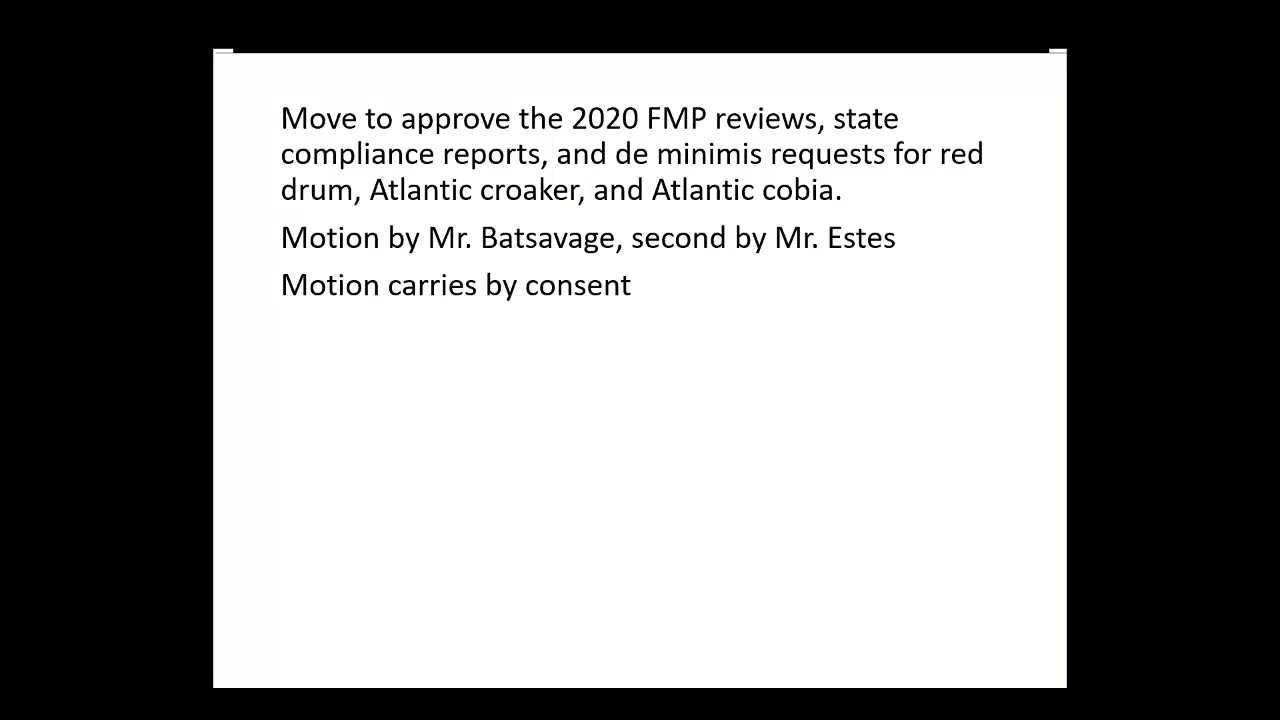 Move to approve the 2020 FMP reviews, state
compliance reports, and de minimis requests for red
drum, Atlantic croaker, and Atlantic cobia.
Motion by Mr. Batsavage, second by Mr. Estes
Motion carries by consent